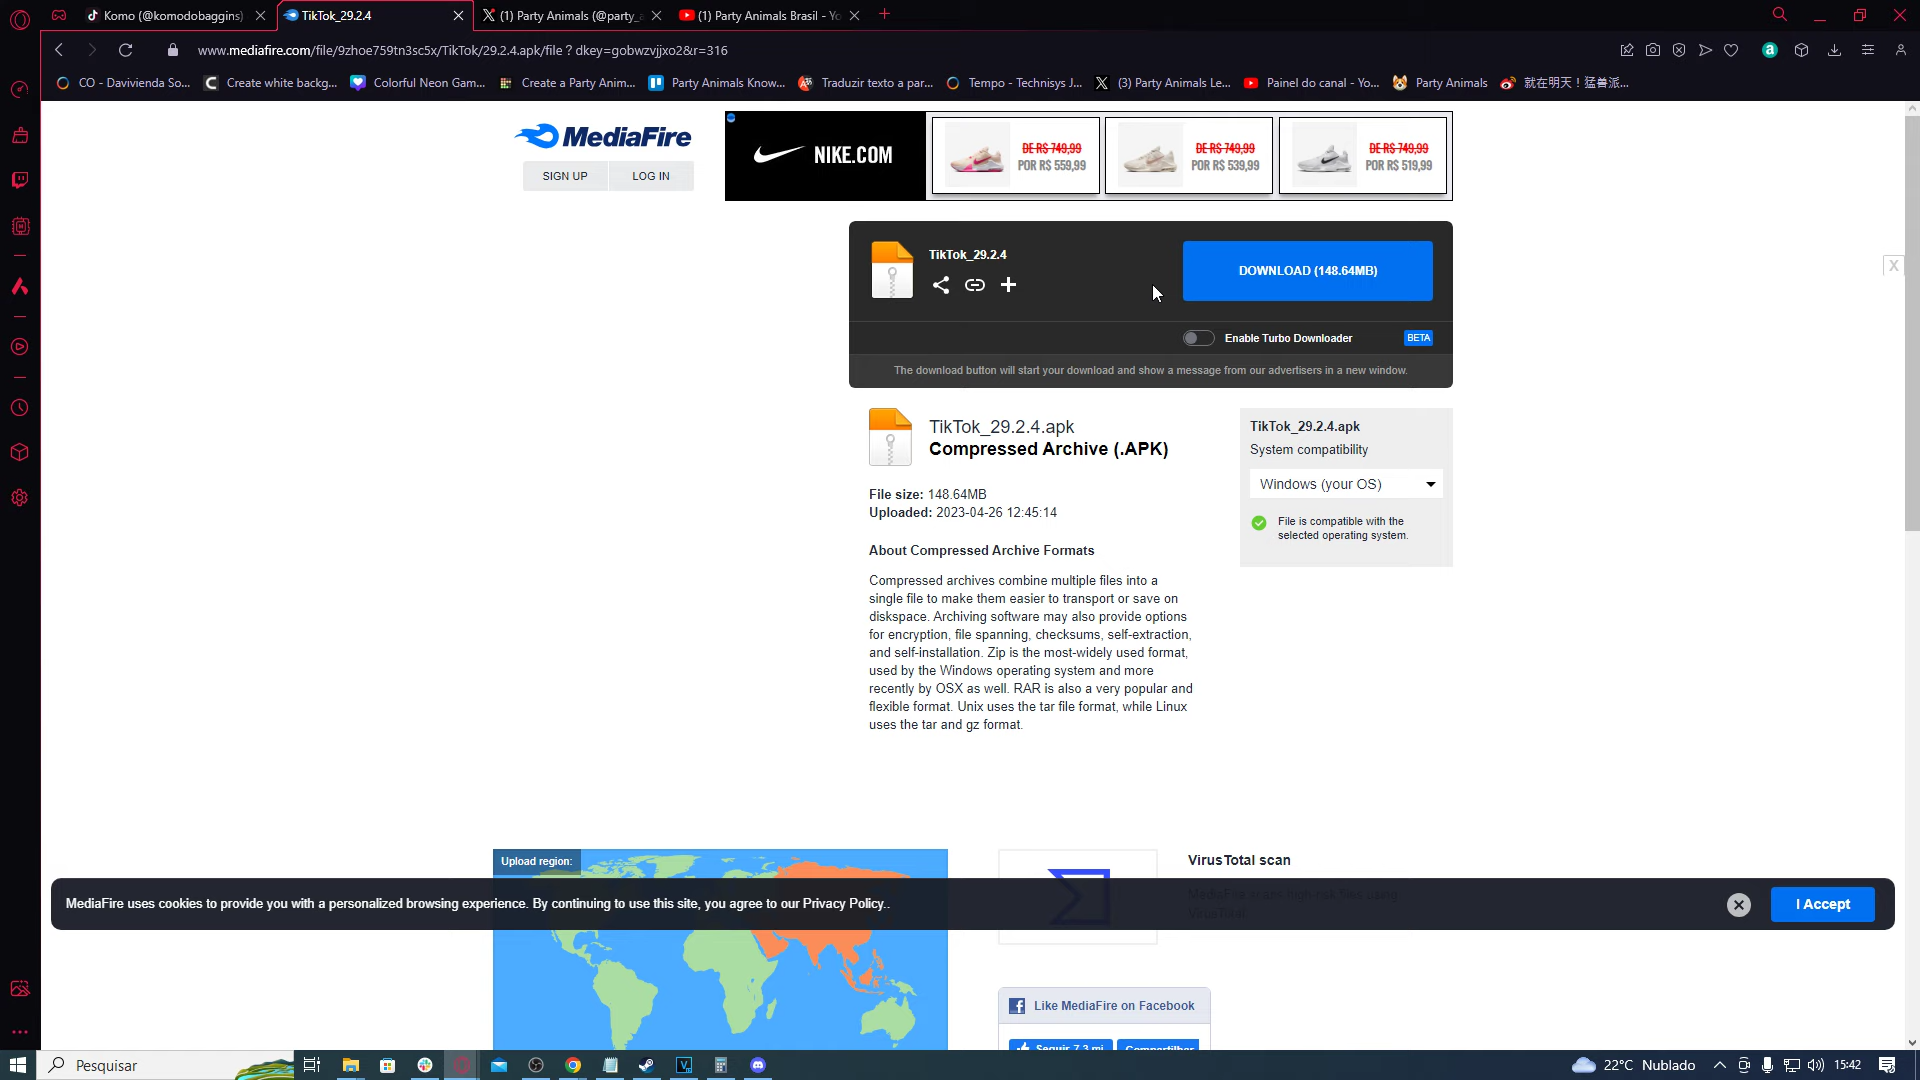 Komo (@komodobaggins)
TikTok_29.2.4
(1) Party Animals (@party_a
(1) Party Animals Brasil - Yo
www.mediafire.com/file/9zhoe759tn3sc5x/TikTok/29.2.4.apk/file ? dkey=gobwzvjjxo2&r=316
CO - Davivienda So...
Create white backg...
Colorful Neon Gam...
Create a Party Anim...
Party Animals Know...
Traduzir texto a par...
Tempo - Technisys J...
(3) Party Animals Le...
Painel do canal - Yo...
Party Animals
就在明天！猛兽派...
MediaFire
SIGN UP
LOG IN
NIKE.COM
DE R$ 749,99
POR R$ 559,99
DE R$ 749,99
POR R$ 539,99
DE R$ 749,99
POR R$ 519,99
X
TikTok_29.2.4
DOWNLOAD (148.64MB)
Enable Turbo Downloader
BETA
The download button will start your download and show a message from our advertisers in a new window.
TikTok_29.2.4.apk
Compressed Archive (.APK)
File size: 148.64MB
Uploaded: 2023-04-26 12:45:14
About Compressed Archive Formats
Compressed archives combine multiple files into a
single file to make them easier to transport or save on
diskspace. Archiving software may also provide options
for encryption, file spanning, checksums, self-extraction,
and self-installation. Zip is the most-widely used format,
used by the Windows operating system and more
recently by OSX as well. RAR is also a very popular and
flexible format. Unix uses the tar file format, while Linux
uses the tar and gz format.
TikTok_29.2.4.apk
System compatibility
Windows (your OS)
File is compatible with the
selected operating system.
Upload region:
VirusTotal scan
MediaFire scans high-risk files using
VirusTotal.
MediaFire uses cookies to provide you with a personalized browsing experience. By continuing to use this site, you agree to our Privacy Policy..
I Accept
Like MediaFire on Facebook
Seguir 7,3 mi
Compartilhar
Pesquisar
22°C Nublado
15:42